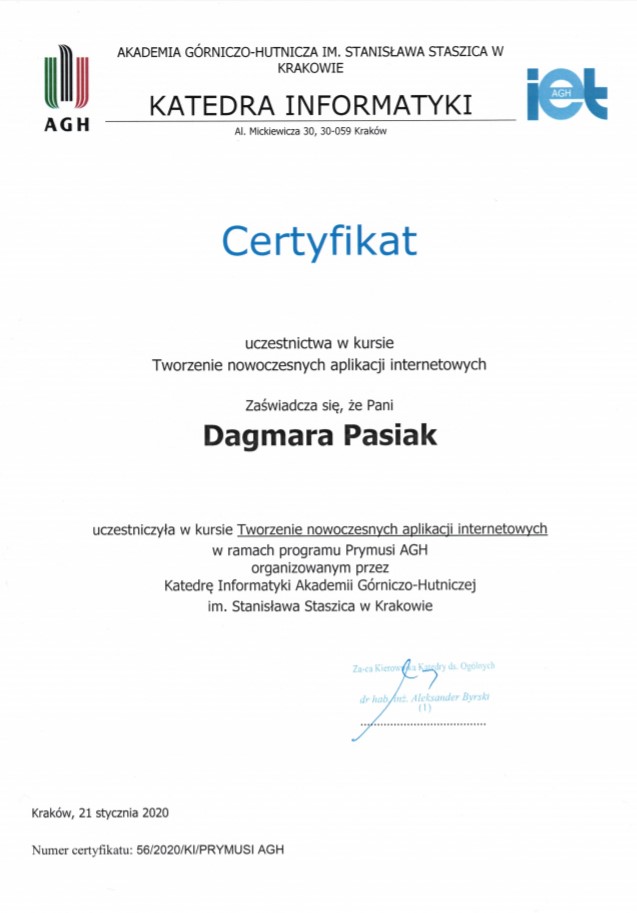 AKADEMIA GÓRNICZO-HUTNICZA IM. STANISŁAWA STASZICA W
KRAKOWIE
KATEDRA INFORMATYKI
Al. Mickiewicza 30, 30-059 Kraków
AGH
iet
AGH
Certyfikat
uczestnictwa w kursie
Tworzenie nowoczesnych aplikacji internetowych
Zaświadcza się, że Pani
Dagmara Pasiak
uczestniczyła w kursie Tworzenie nowoczesnych aplikacji internetowych
w ramach programu Prymusi AGH
organizowanym przez
Katedrę Informatyki Akademii Górniczo-Hutniczej
im. Stanisława Staszica w Krakowie
Za-ca Kierownika Katedry ds. Ogólnych
dr hab. inż. Aleksander Byrski
(1)
Kraków, 21 stycznia 2020
Numer certyfikatu: 56/2020/KI/PRYMUSI AGH